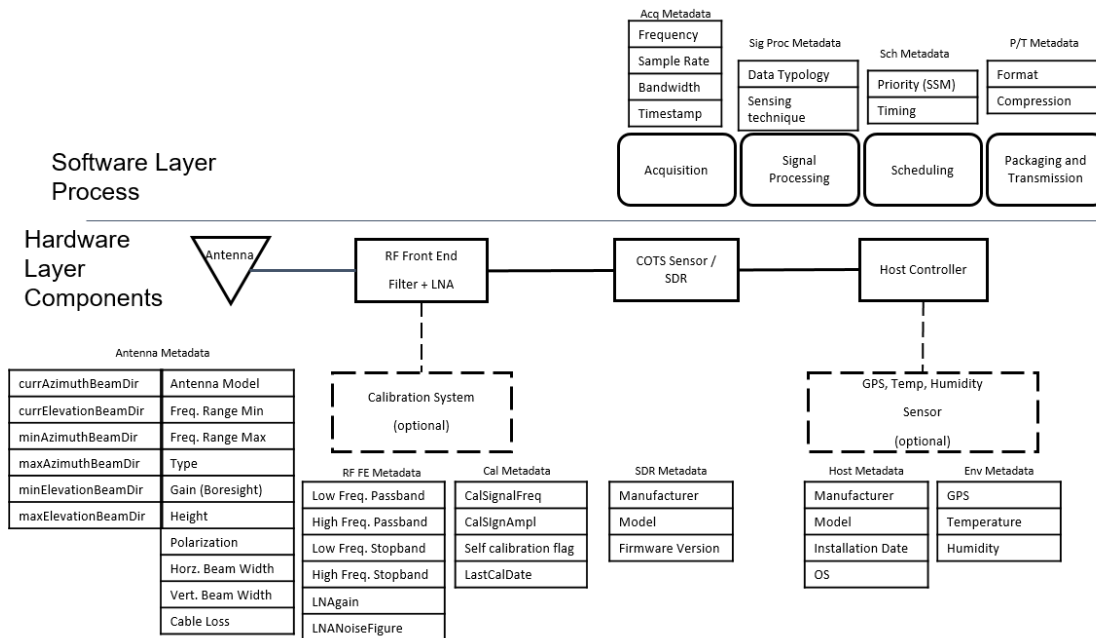 Acq Metadata
Frequency
Sample Rate
Bandwidth
Timestamp
Sig Proc Metadata
Data Typology
Sensing
technique
Sch Metadata
Priority (SSM)
Timing
P/T Metadata
Format
Compression
Software Layer
Process
Acquisition
Signal
Processing
Scheduling
Packaging and
Transmission
Hardware
Layer
Components
Antenna
RF Front End
Filter + LNA
COTS Sensor /
SDR
Host Controller
Calibration System
(optional)
GPS, Temp, Humidity
Sensor
(optional)
Antenna Metadata
currAzimuthBeamDir
currElevationBeamDir
minAzimuthBeamDir
maxAzimuthBeamDir
minElevationBeamDir
maxElevationBeamDir
Antenna Model
Freq. Range Min
Freq. Range Max
Type
Gain (Boresight)
Height
Polarization
Horz. Beam Width
Vert. Beam Width
Cable Loss
RF FE Metadata
Low Freq. Passband
High Freq. Passband
Low Freq. Stopband
High Freq. Stopband
LNAgain
LNANoiseFigure
Cal Metadata
CalSignalFreq
CalSIgnAmpl
Self calibration flag
LastCalDate
SDR Metadata
Manufacturer
Model
Firmware Version
Host Metadata
Manufacturer
Model
Installation Date
OS
Env Metadata
GPS
Temperature
Humidity